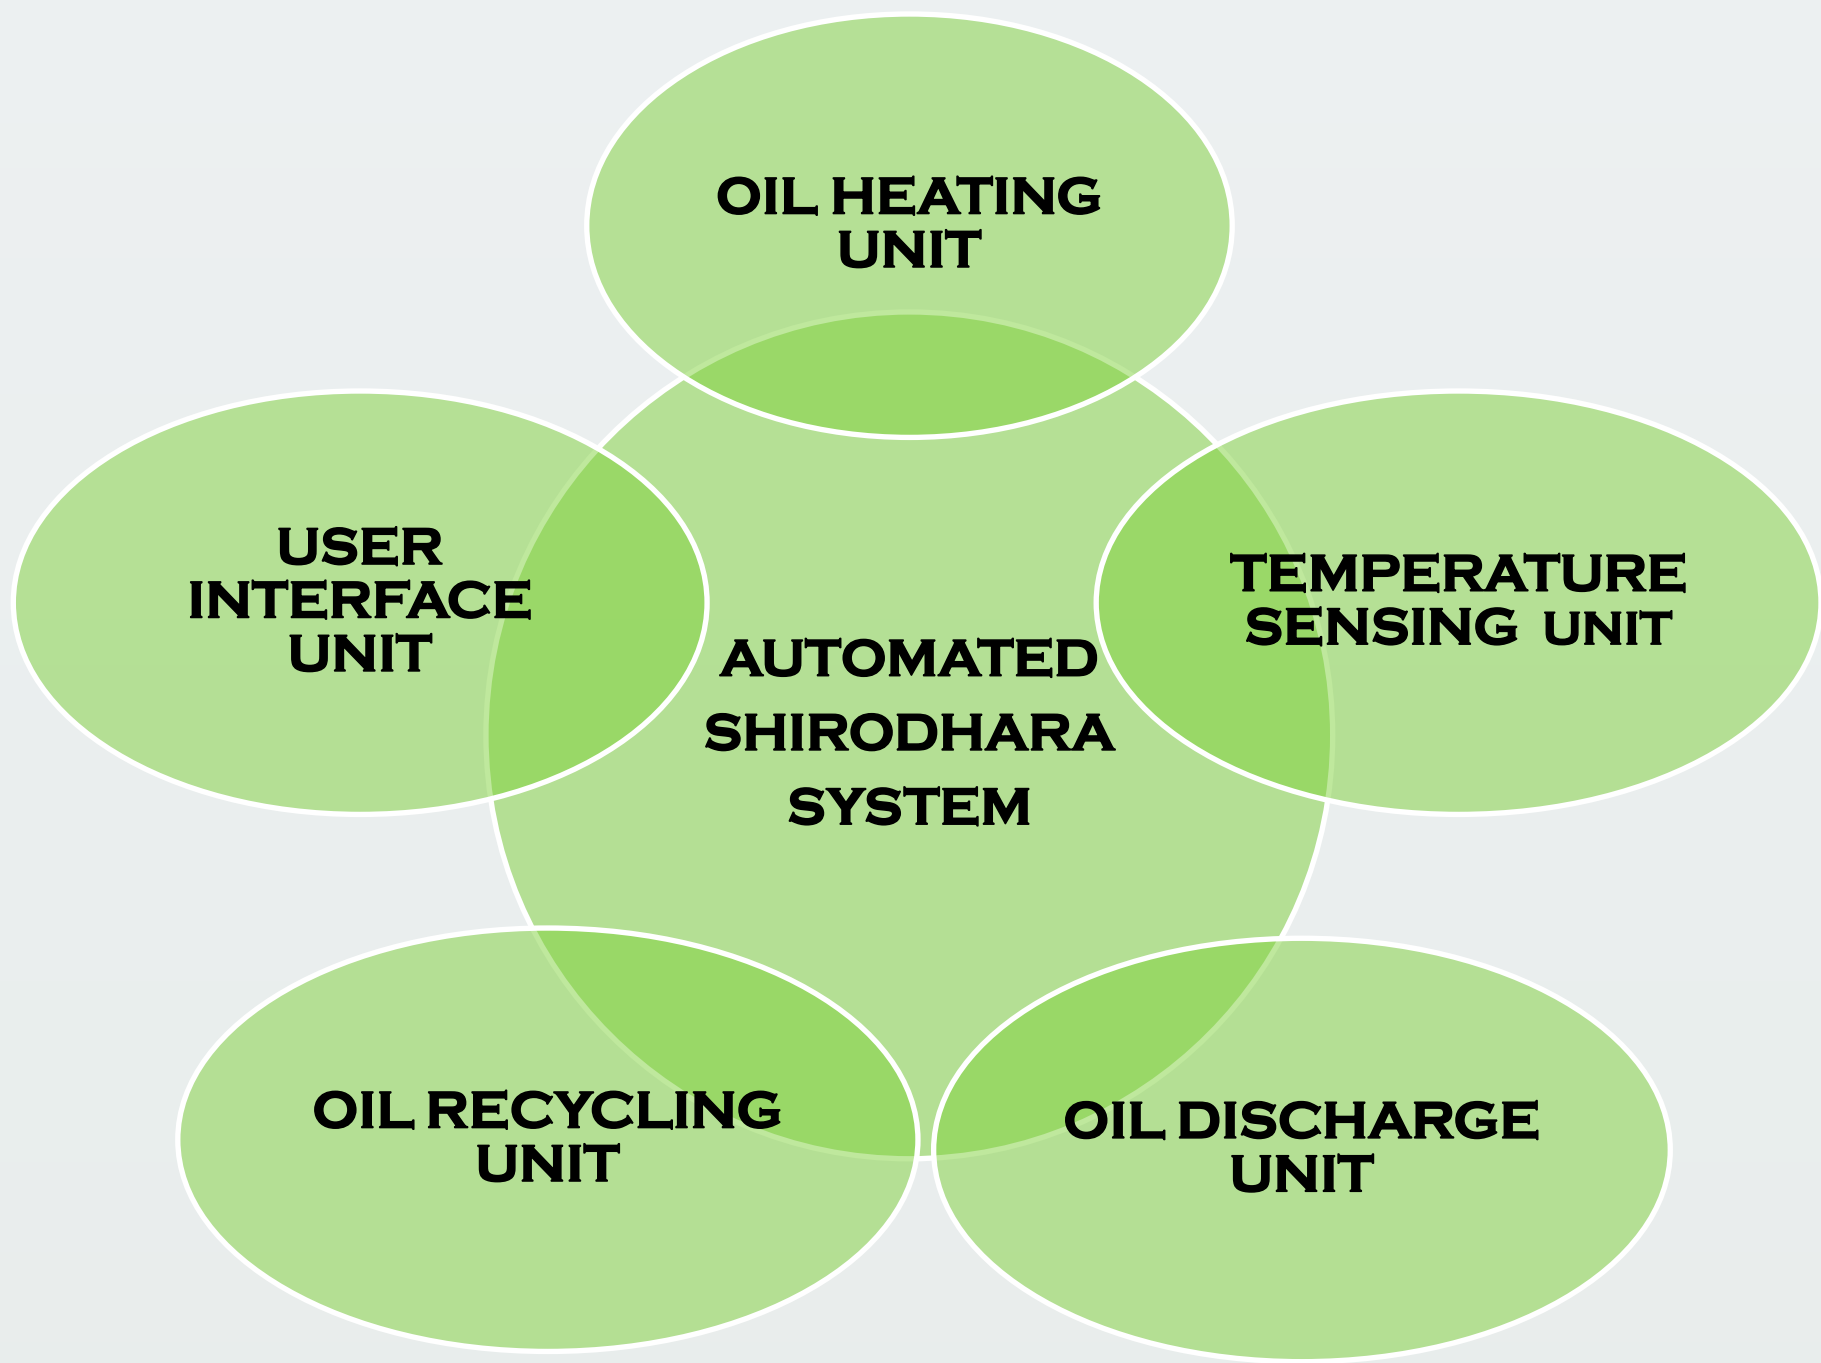 OIL HEATING
UNIT
USER
INTERFACE
UNIT
TEMPERATURE
SENSING UNIT
AUTOMATED
SHIRODHARA
SYSTEM
OIL RECYCLING
UNIT
OIL DISCHARGE
UNIT